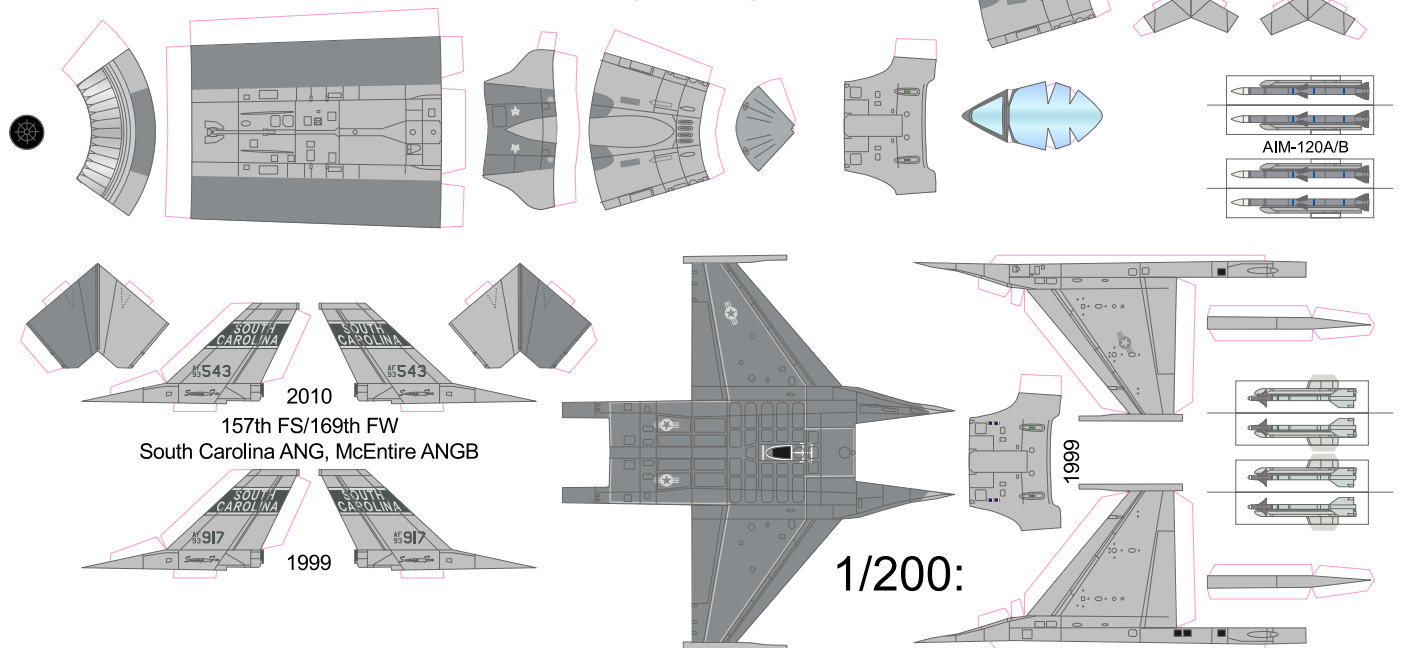 AIM-120A/B
SOUTH
CAROLINA
AF
93 543
SOUTH
CAROLINA
AF
93 543
2010
157th FS/169th FW
South Carolina ANG, McEntire ANGB
1999
SOUTH
CAROLINA
AF
93 917
SOUTH
CAROLINA
AF
93 917
1999
1/200: